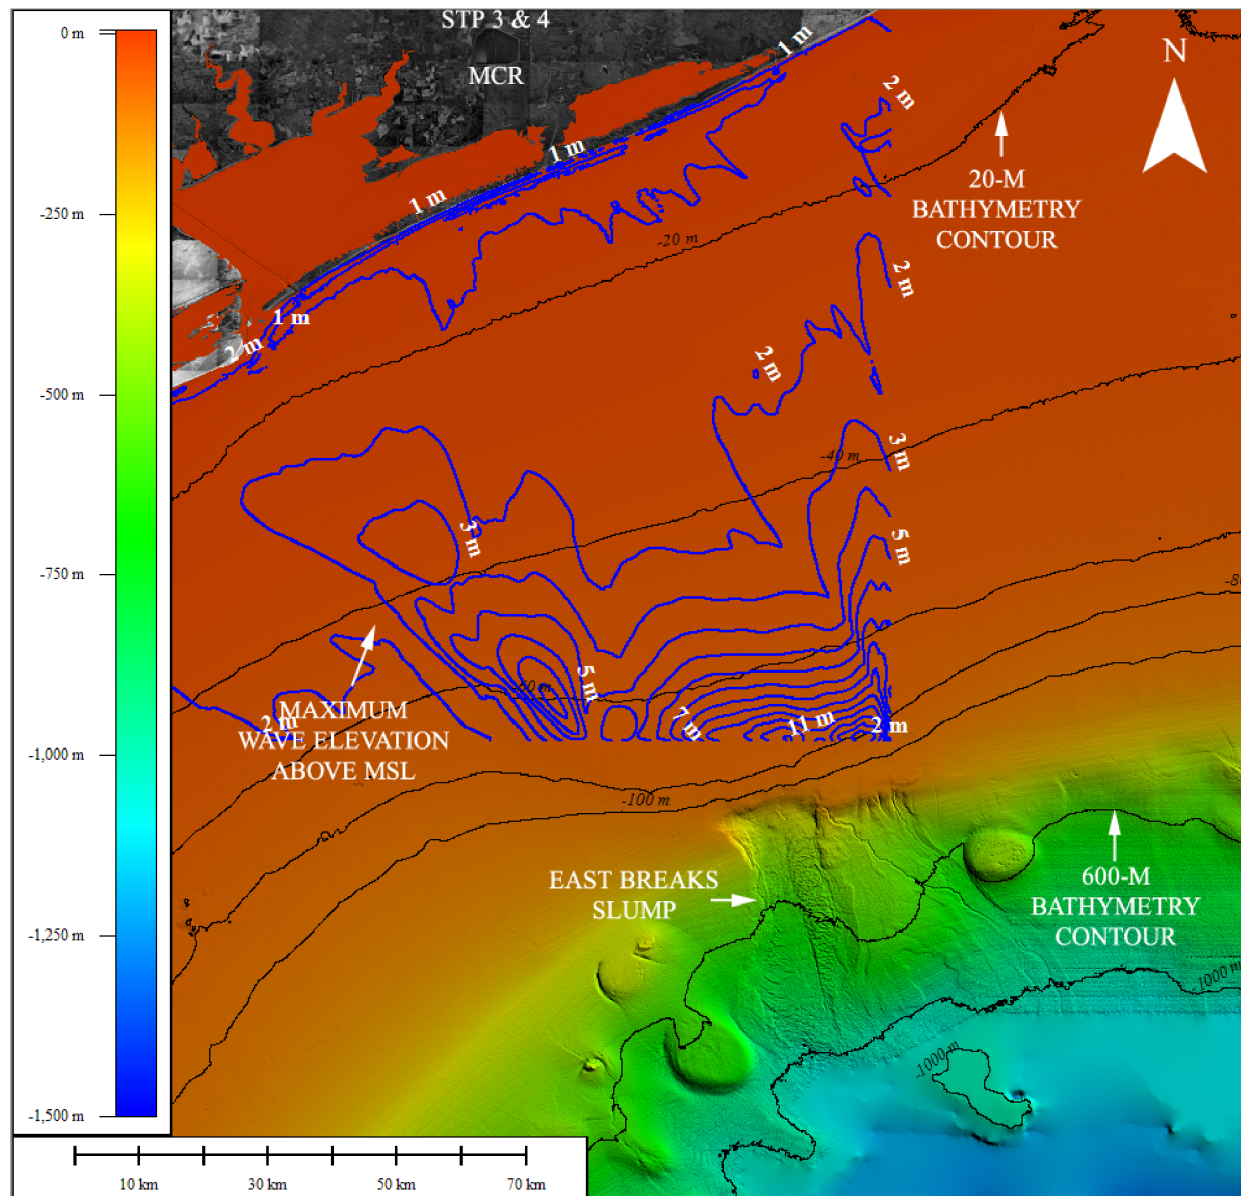 0 m
-250 m
-500 m
-750 m
-1,000 m
-1,250 m
-1,500 m
10 km
30 km
50 km
70 km
STP 3 & 4
MCR
N
1 m
2 m
1 m
1 m
20-M
BATHYMETRY
CONTOUR
-20 m
2 m
1 m
2 m
2 m
3 m
-40 m
3 m
5 m
-80
5 m
-60 m
2 m
MAXIMUM
WAVE ELEVATION
ABOVE MSL
7 m
11 m
2 m
-100 m
EAST BREAKS
SLUMP
600-M
BATHYMETRY
CONTOUR
-1000 m
-1000 m